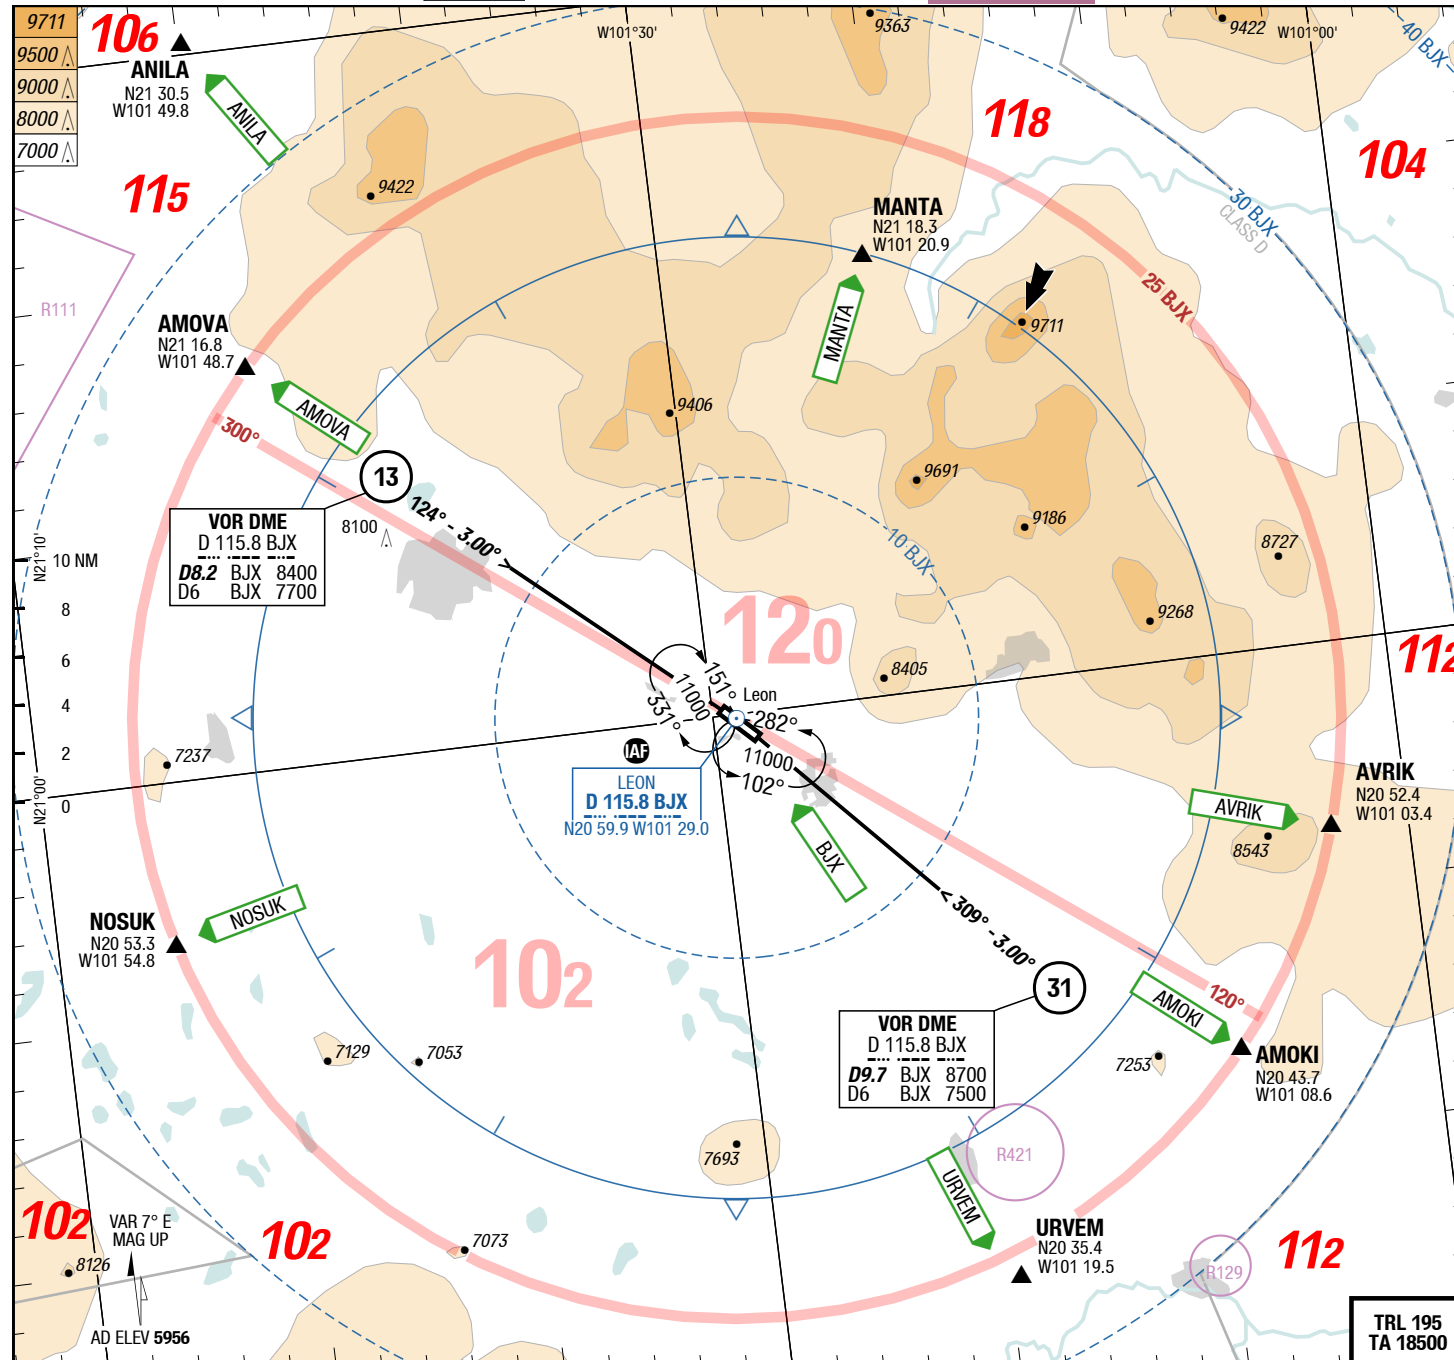 9711
9500
9000
8000
7000
106
ANILA
N21 30.5
W101 49.8
ANILA
115
W101°30'
9363
9422
W101°00'
40 BJX
118
104
9422
MANTA
N21 18.3
W101 20.9
MANTA
30 BJX
CLASS D
25 BJX
R111
9711
AMOVA
N21 16.8
W101 48.7
AMOVA
300°
9406
9691
9186
8727
13
124° - 3.00° >
8100
VOR DME
D 115.8 BJX
D8.2 BJX 8400
D6 BJX 7700
10 BJX
N21°10'
10 NM
8
6
4
2
0
N21°00'
9268
120
112
8405
151°
11000
331°
Leon
282°
11000
102°
IAF
LEON
D 115.8 BJX
N20 59.9 W101 29.0
7237
BJX
AVRIK
N20 52.4
W101 03.4
AVRIK
8543
NOSUK
N20 53.3
W101 54.8
NOSUK
< 309° - 3.00°
102
31
VOR DME
D 115.8 BJX
D9.7 BJX 8700
D6 BJX 7500
AMOKI
120°
AMOKI
N20 43.7
W101 08.6
7129
7053
7253
7693
R421
URVEM
URVEM
N20 35.4
W101 19.5
102
VAR 7° E
MAG UP
102
7073
8126
112
R129
AD ELEV 5956
TRL 195
TA 18500